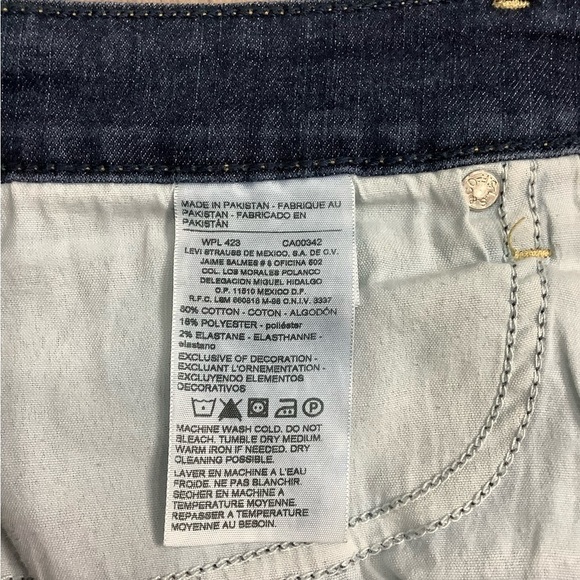 MADE IN PAKISTAN - FABRIQUE AU
PAKISTAN - FABRICADO EN
PAKISTÁN
WPL 423 CA00342
LEVI STRAUSS DE MEXICO, S.A. DE C.V.
JAIME BALMES # 8 OFICINA 602
COL. LOS MORALES POLANCO
DELEGACION MIGUEL HIDALGO
C.P. 11510 MEXICO D.F.
R.F.C. LSM 660818 M-98 C.N.I.V. 3337
80% COTTON - COTON - ALGODÓN
18% POLYESTER - poliéster
2% ELASTANE - ELASTHANNE -
elastano
EXCLUSIVE OF DECORATION -
EXCLUANT L'ORNEMENTATION -
EXCLUYENDO ELEMENTOS
DECORATIVOS
MACHINE WASH COLD. DO NOT
BLEACH. TUMBLE DRY MEDIUM.
WARM IRON IF NEEDED. DRY
CLEANING POSSIBLE.
LAVER EN MACHINE A L'EAU
FROIDE. NE PAS BLANCHIR.
SECHER EN MACHINE A
TEMPERATURE MOYENNE.
REPASSER A TEMPERATURE MOYENNE
AU BESOIN.